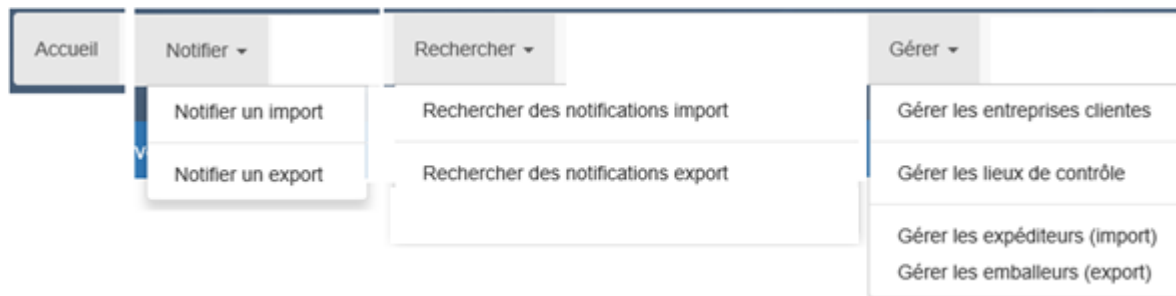 Accueil
Notifier
Notifier un import
Notifier un export
Rechercher
Rechercher des notifications import
Rechercher des notifications export
Gérer
Gérer les entreprises clientes
Gérer les lieux de contrôle
Gérer les expéditeurs (import)
Gérer les emballeurs (export)